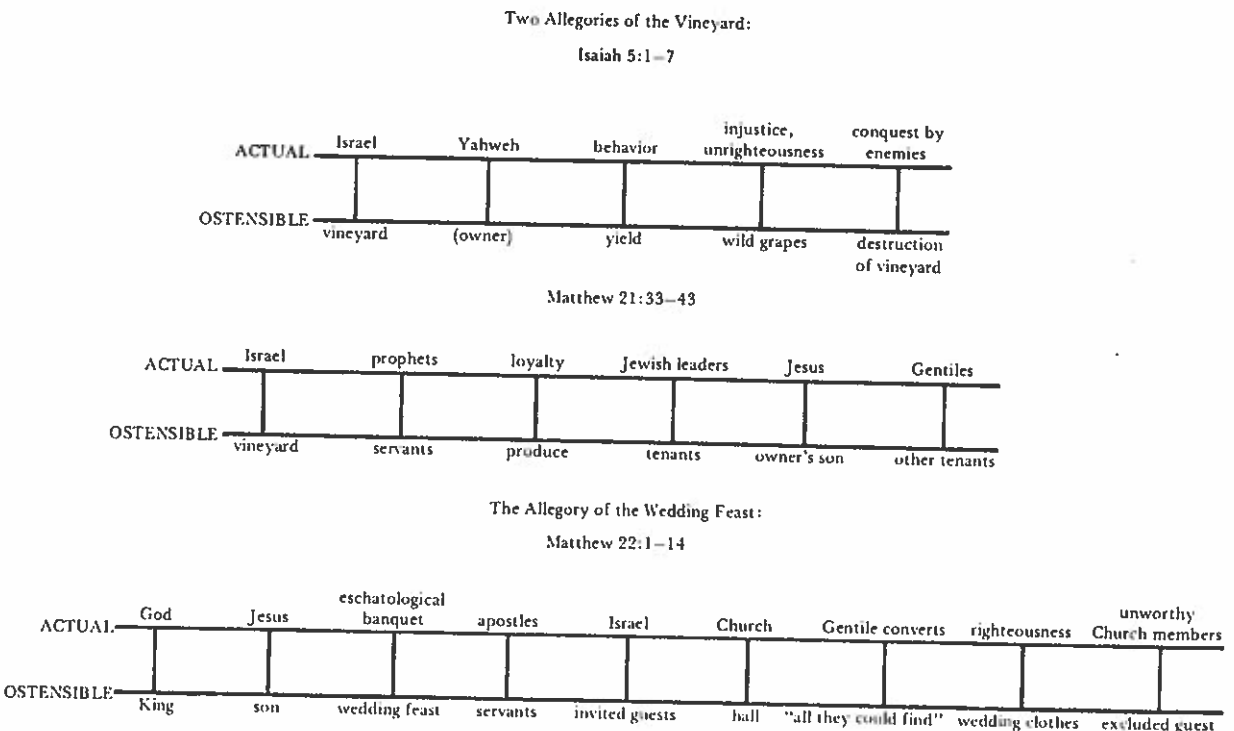 Two Allegories of the Vineyard:
Isaiah 5:1–7
ACTUAL Israel Yahweh behavior injustice, unrighteousness conquest by enemies
OSTENSIBLE vineyard (owner) yield wild grapes destruction of vineyard
Matthew 21:33–43
ACTUAL Israel prophets loyalty Jewish leaders Jesus Gentiles
OSTENSIBLE vineyard servants produce tenants owner's son other tenants
The Allegory of the Wedding Feast:
Matthew 22:1–14
ACTUAL God Jesus eschatological banquet apostles Israel Church Gentile converts righteousness unworthy Church members
OSTENSIBLE King son wedding feast servants invited guests hall "all they could find" wedding clothes excluded guest